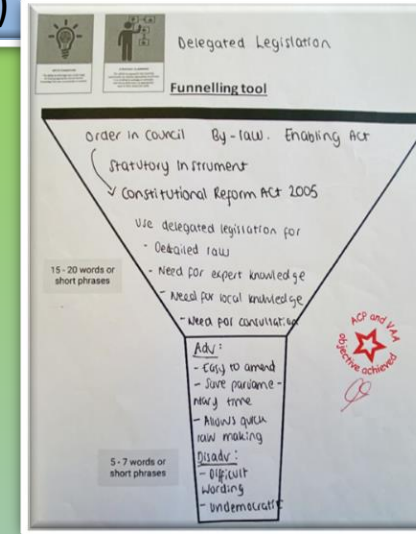 )
Delegated Legislation
Funnelling tool
Order in Council By-law. Enabling Act
Statutory Instrument
Constitutional Reform Act 2005
Use delegated legislation for
- Detailed law
- Need for expert knowledge
15 - 20 words or
short phrases
- Need for local knowledge
- Need for consultation
ACP and VAA
objective achieved
Adv:
- Easy to amend
- Save parliame-
ntary time
- Allows quick
law making
5 - 7 words or
short phrases
Disadv:
- Difficult
wording
- undemocratic